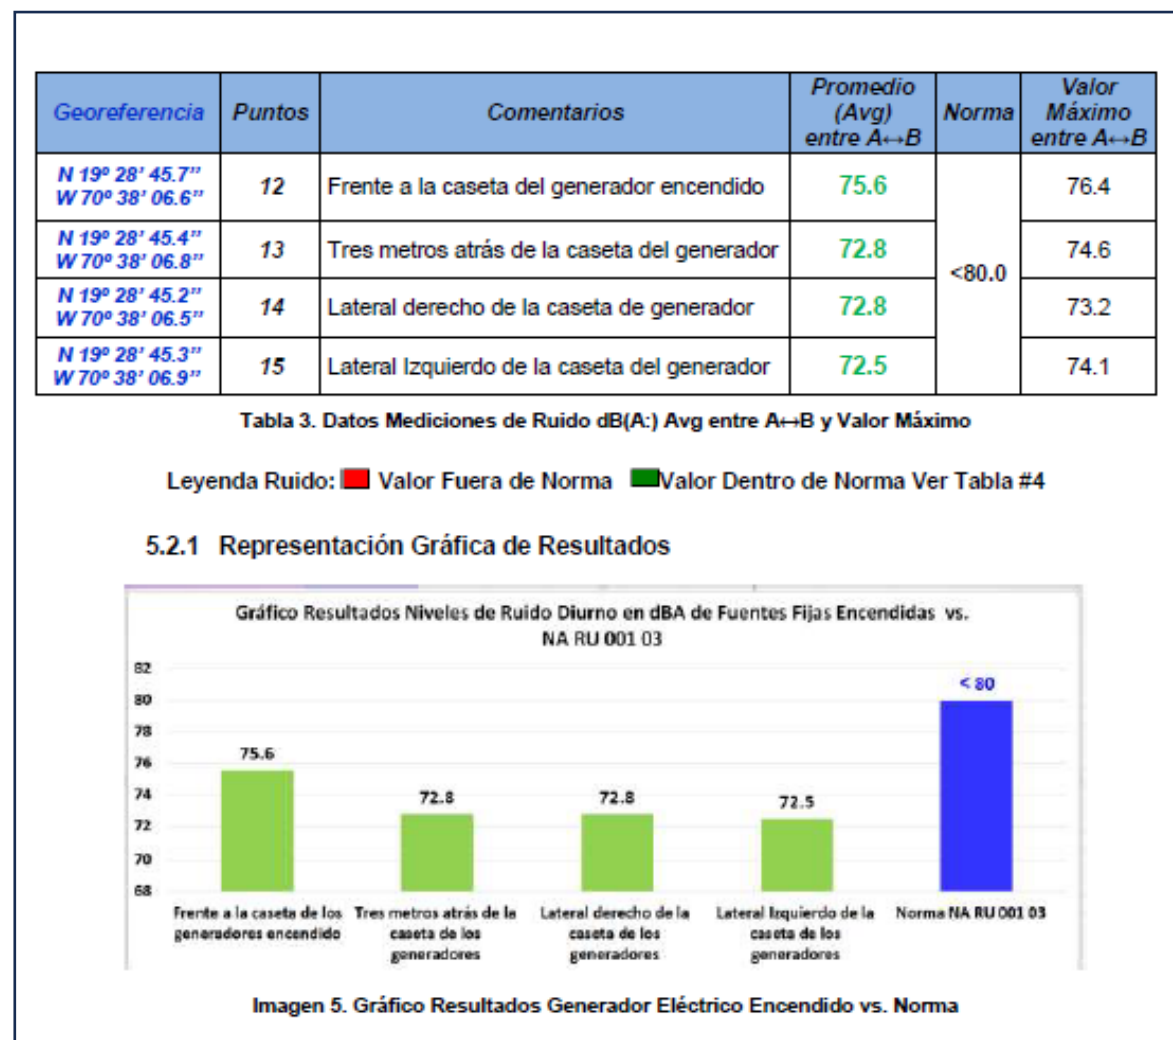 Georeferencia Puntos Comentarios Promedio (Avg) entre A↔B Norma Valor Máximo entre A↔B
N 19º 28' 45.7" W 70º 38' 06.6" 12 Frente a la caseta del generador encendido 75.6 <80.0 76.4
N 19º 28' 45.4" W 70º 38' 06.8" 13 Tres metros atrás de la caseta del generador 72.8 74.6
N 19º 28' 45.2" W 70º 38' 06.5" 14 Lateral derecho de la caseta de generador 72.8 73.2
N 19º 28' 45.3" W 70º 38' 06.9" 15 Lateral Izquierdo de la caseta del generador 72.5 74.1
Tabla 3. Datos Mediciones de Ruido dB(A:) Avg entre A↔B y Valor Máximo
Leyenda Ruido: Valor Fuera de Norma Valor Dentro de Norma Ver Tabla #4
5.2.1 Representación Gráfica de Resultados
Gráfico Resultados Niveles de Ruido Diurno en dBA de Fuentes Fijas Encendidas vs.
NA RU 001 03
82
80
78
76
74
72
70
68
75.6
72.8
72.8
72.5
< 80
Frente a la caseta de los
generadores encendido
Tres metros atrás de la
caseta de los
generadores
Lateral derecho de la
caseta de los
generadores
Lateral Izquierdo de la
caseta de los
generadores
Norma NA RU 001 03
Imagen 5. Gráfico Resultados Generador Eléctrico Encendido vs. Norma